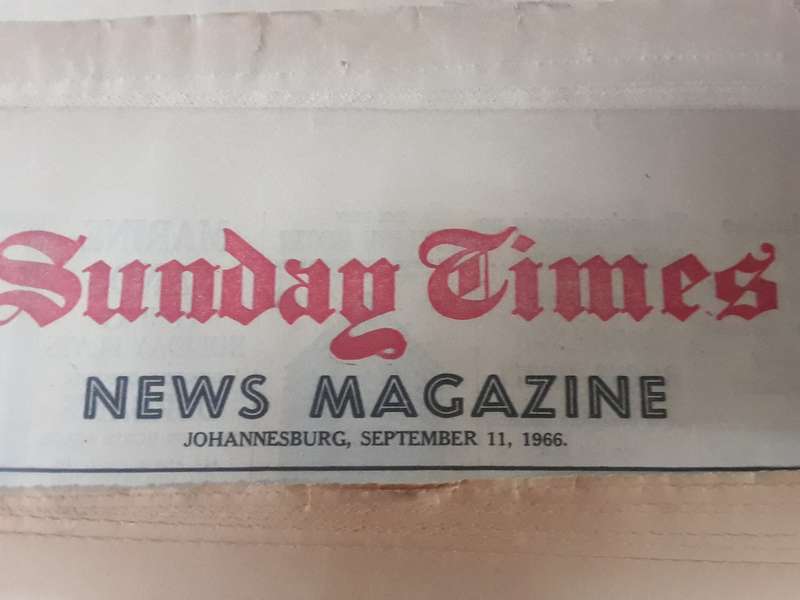 Sunday Times
NEWS MAGAZINE
JOHANNESBURG, SEPTEMBER 11, 1966.